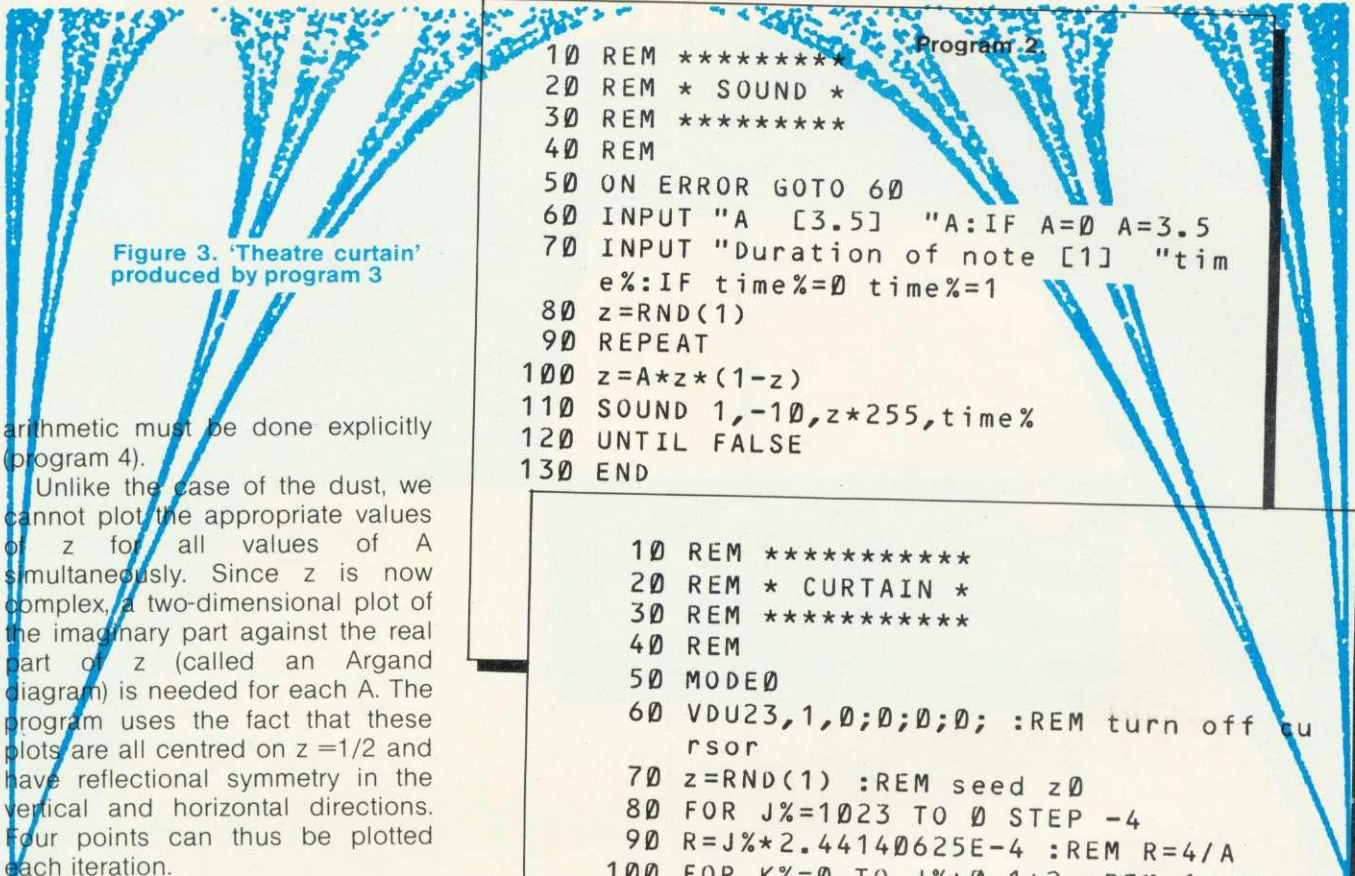 Figure 3. 'Theatre curtain'
produced by program 3
arithmetic must be done explicitly
(program 4).
Unlike the case of the dust, we
cannot plot the appropriate values
of z for all values of A
simultaneously. Since z is now
complex, a two-dimensional plot of
the imaginary part against the real
part of z (called an Argand
diagram) is needed for each A. The
program uses the fact that these
plots are all centred on z =1/2 and
have reflectional symmetry in the
vertical and horizontal directions.
Four points can thus be plotted
each iteration.
Program 2.
10 REM *********
20 REM * SOUND *
30 REM *********
40 REM
50 ON ERROR GOTO 60
60 INPUT "A [3.5] "A:IF A=0 A=3.5
70 INPUT "Duration of note [1] "tim
e%:IF time%=0 time%=1
80 z=RND(1)
90 REPEAT
100 z=A*z*(1-z)
110 SOUND 1,-10,z*255,time%
120 UNTIL FALSE
130 END
10 REM ***********
20 REM * CURTAIN *
30 REM ***********
40 REM
50 MODE0
60 VDU23,1,0;0;0;0; :REM turn off cu
rsor
70 z=RND(1) :REM seed z0
80 FOR J%=1023 TO 0 STEP -4
90 R=J%*2.44140625E-4 :REM R=4/A
100 FOR K%=0 TO